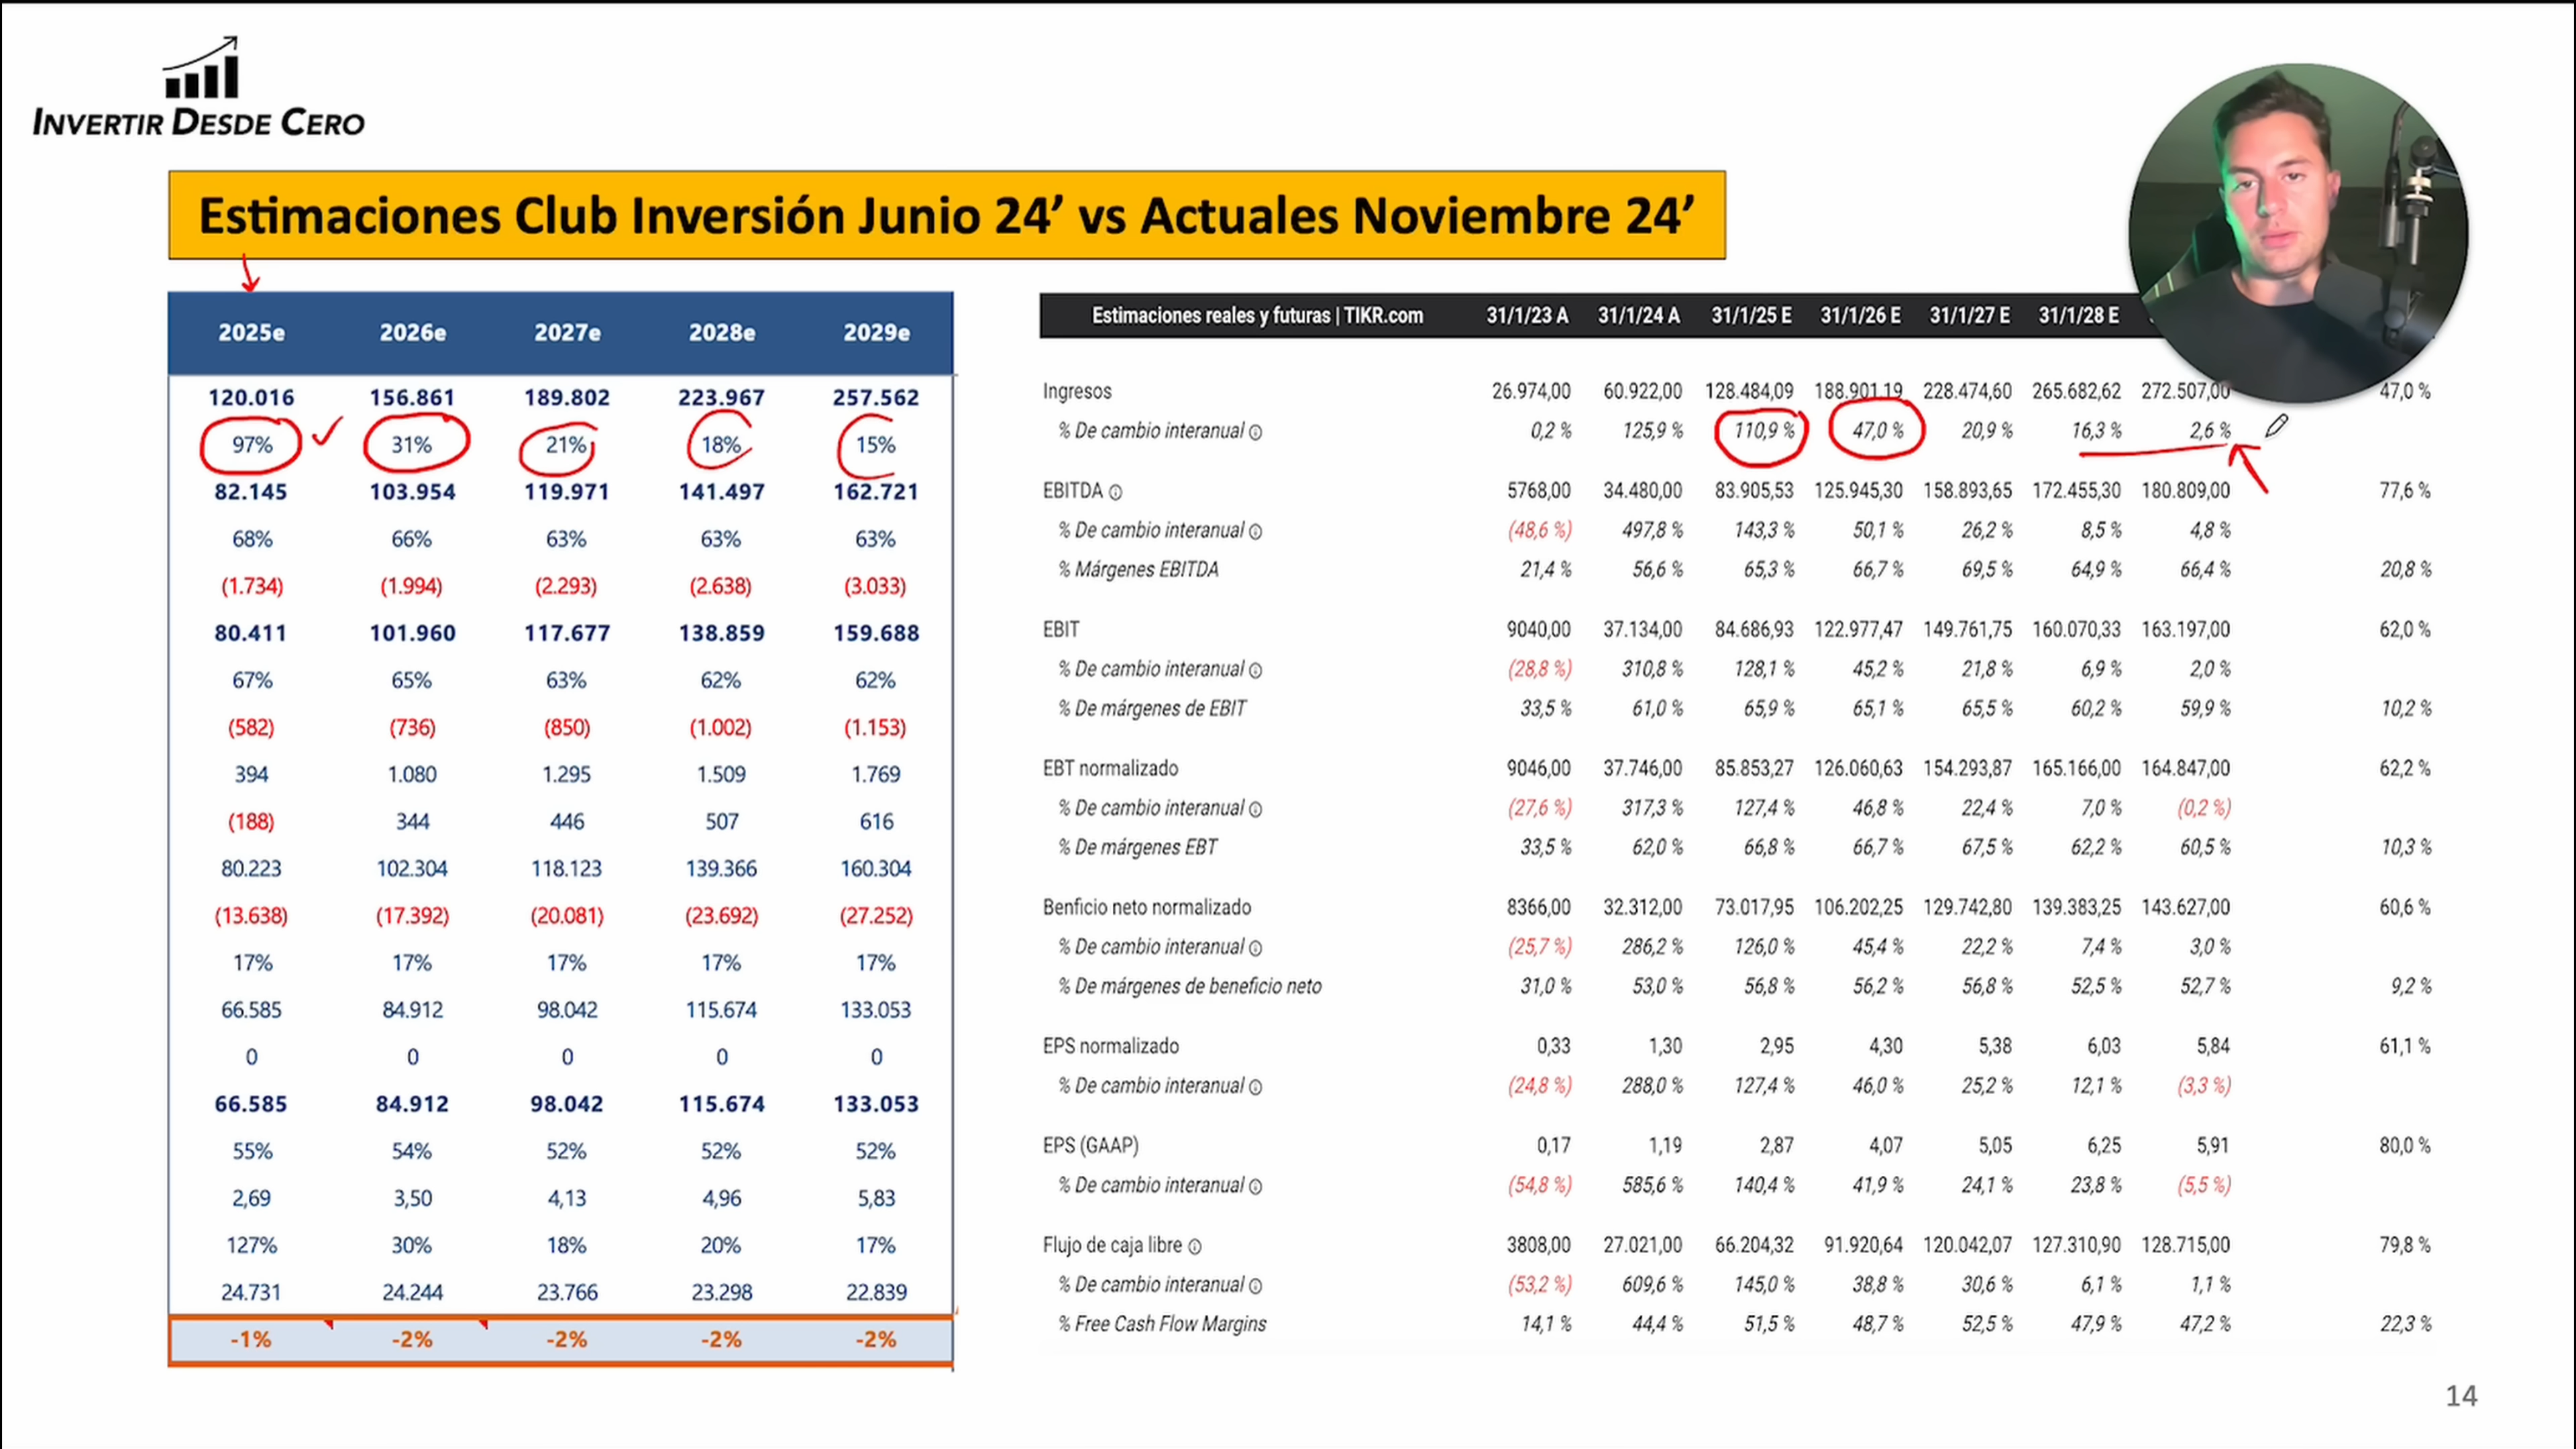 INVERTIR DESDE CERO
Estimaciones Club Inversión Junio 24’ vs Actuales Noviembre 24’
2025e 2026e 2027e 2028e 2029e
120.016 156.861 189.802 223.967 257.562
97% 31% 21% 18% 15%
82.145 103.954 119.971 141.497 162.721
68% 66% 63% 63% 63%
(1.734) (1.994) (2.293) (2.638) (3.033)
80.411 101.960 117.677 138.859 159.688
67% 65% 63% 62% 62%
(582) (736) (850) (1.002) (1.153)
394 1.080 1.295 1.509 1.769
(188) 344 446 507 616
80.223 102.304 118.123 139.366 160.304
(13.638) (17.392) (20.081) (23.692) (27.252)
17% 17% 17% 17% 17%
66.585 84.912 98.042 115.674 133.053
0 0 0 0 0
66.585 84.912 98.042 115.674 133.053
55% 54% 52% 52% 52%
2,69 3,50 4,13 4,96 5,83
127% 30% 18% 20% 17%
24.731 24.244 23.766 23.298 22.839
-1% -2% -2% -2% -2%
Estimaciones reales y futuras | TIKR.com 31/1/23 A 31/1/24 A 31/1/25 E 31/1/26 E 31/1/27 E 31/1/28 E
Ingresos 26.974,00 60.922,00 128.484,09 188.901,19 228.474,60 265.682,62 272.507,00 47,0 %
% De cambio interanual 0,2 % 125,9 % 110,9 % 47,0 % 20,9 % 16,3 % 2,6 %
EBITDA 5768,00 34.480,00 83.905,53 125.945,30 158.893,65 172.455,30 180.809,00 77,6 %
% De cambio interanual (48,6 %) 497,8 % 143,3 % 50,1 % 26,2 % 8,5 % 4,8 %
% Márgenes EBITDA 21,4 % 56,6 % 65,3 % 66,7 % 69,5 % 64,9 % 66,4 % 20,8 %
EBIT 9040,00 37.134,00 84.686,93 122.977,47 149.761,75 160.070,33 163.197,00 62,0 %
% De cambio interanual (28,8 %) 310,8 % 128,1 % 45,2 % 21,8 % 6,9 % 2,0 %
% De márgenes de EBIT 33,5 % 61,0 % 65,9 % 65,1 % 65,5 % 60,2 % 59,9 % 10,2 %
EBT normalizado 9046,00 37.746,00 85.853,27 126.060,63 154.293,87 165.166,00 164.847,00 62,2 %
% De cambio interanual (27,6 %) 317,3 % 127,4 % 46,8 % 22,4 % 7,0 % (0,2 %)
% De márgenes EBT 33,5 % 62,0 % 66,8 % 66,7 % 67,5 % 62,2 % 60,5 % 10,3 %
Benficio neto normalizado 8366,00 32.312,00 73.017,95 106.202,25 129.742,80 139.383,25 143.627,00 60,6 %
% De cambio interanual (25,7 %) 286,2 % 126,0 % 45,4 % 22,2 % 7,4 % 3,0 %
% De márgenes de beneficio neto 31,0 % 53,0 % 56,8 % 56,2 % 56,8 % 52,5 % 52,7 % 9,2 %
EPS normalizado 0,33 1,30 2,95 4,30 5,38 6,03 5,84 61,1 %
% De cambio interanual (24,8 %) 288,0 % 127,4 % 46,0 % 25,2 % 12,1 % (3,3 %)
EPS (GAAP) 0,17 1,19 2,87 4,07 5,05 6,25 5,91 80,0 %
% De cambio interanual (54,8 %) 585,6 % 140,4 % 41,9 % 24,1 % 23,8 % (5,5 %)
Flujo de caja libre 3808,00 27.021,00 66.204,32 91.920,64 120.042,07 127.310,90 128.715,00 79,8 %
% De cambio interanual (53,2 %) 609,6 % 145,0 % 38,8 % 30,6 % 6,1 % 1,1 %
% Free Cash Flow Margins 14,1 % 44,4 % 51,5 % 48,7 % 52,5 % 47,9 % 47,2 % 22,3 %
14